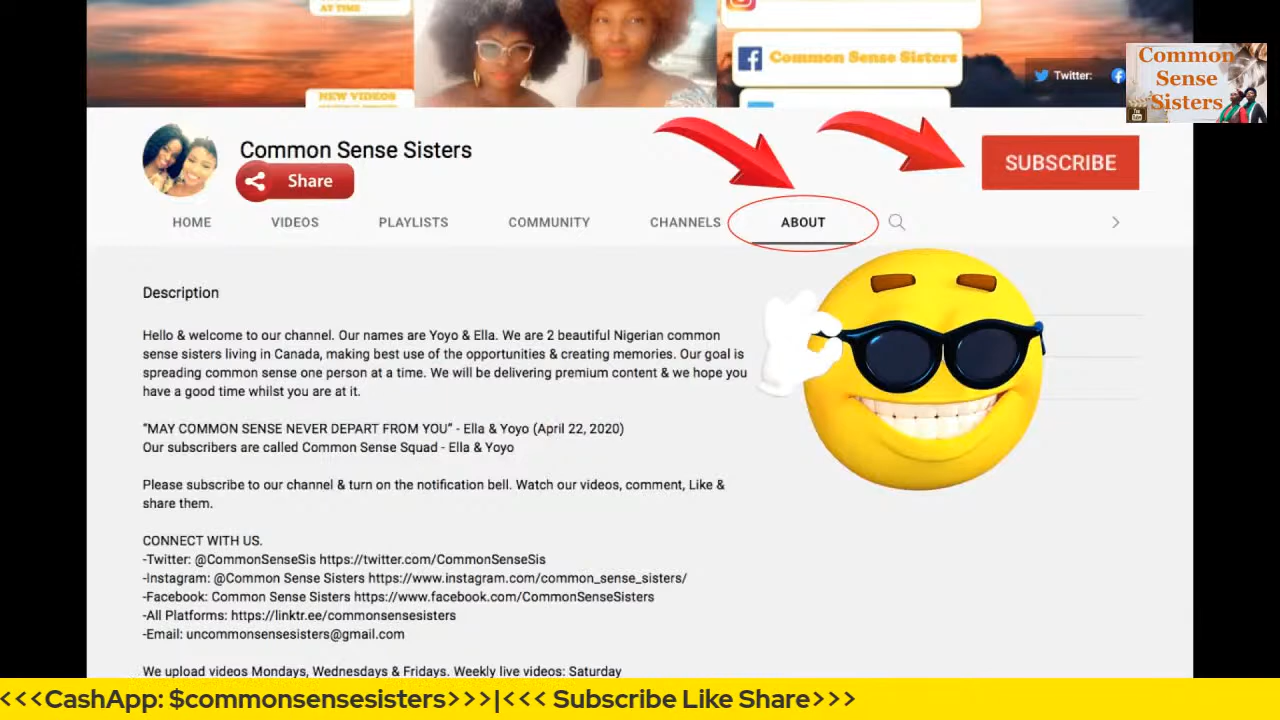 AT TIME
Common Sense Sisters
Twitter:
Common
Sense
Sisters
NEW VIDEOS
Common Sense Sisters
Share
SUBSCRIBE
HOME
VIDEOS
PLAYLISTS
COMMUNITY
CHANNELS
ABOUT
Description
Hello & welcome to our channel. Our names are Yoyo & Ella. We are 2 beautiful Nigerian common
sense sisters living in Canada, making best use of the opportunities & creating memories. Our goal is
spreading common sense one person at a time. We will be delivering premium content & we hope you
have a good time whilst you are at it.
“MAY COMMON SENSE NEVER DEPART FROM YOU” - Ella & Yoyo (April 22, 2020)
Our subscribers are called Common Sense Squad - Ella & Yoyo
Please subscribe to our channel & turn on the notification bell. Watch our videos, comment, Like &
share them.
CONNECT WITH US.
-Twitter: @CommonSenseSis https://twitter.com/CommonSenseSis
-Instagram: @Common Sense Sisters https://www.instagram.com/common_sense_sisters/
-Facebook: Common Sense Sisters https://www.facebook.com/CommonSenseSisters
-All Platforms: https://linktr.ee/commonsensesisters
-Email: uncommonsensesisters@gmail.com
We upload videos Mondays, Wednesdays & Fridays. Weekly live videos: Saturday
<<<CashApp: $commonsensesisters>>>|<<< Subscribe Like Share>>>